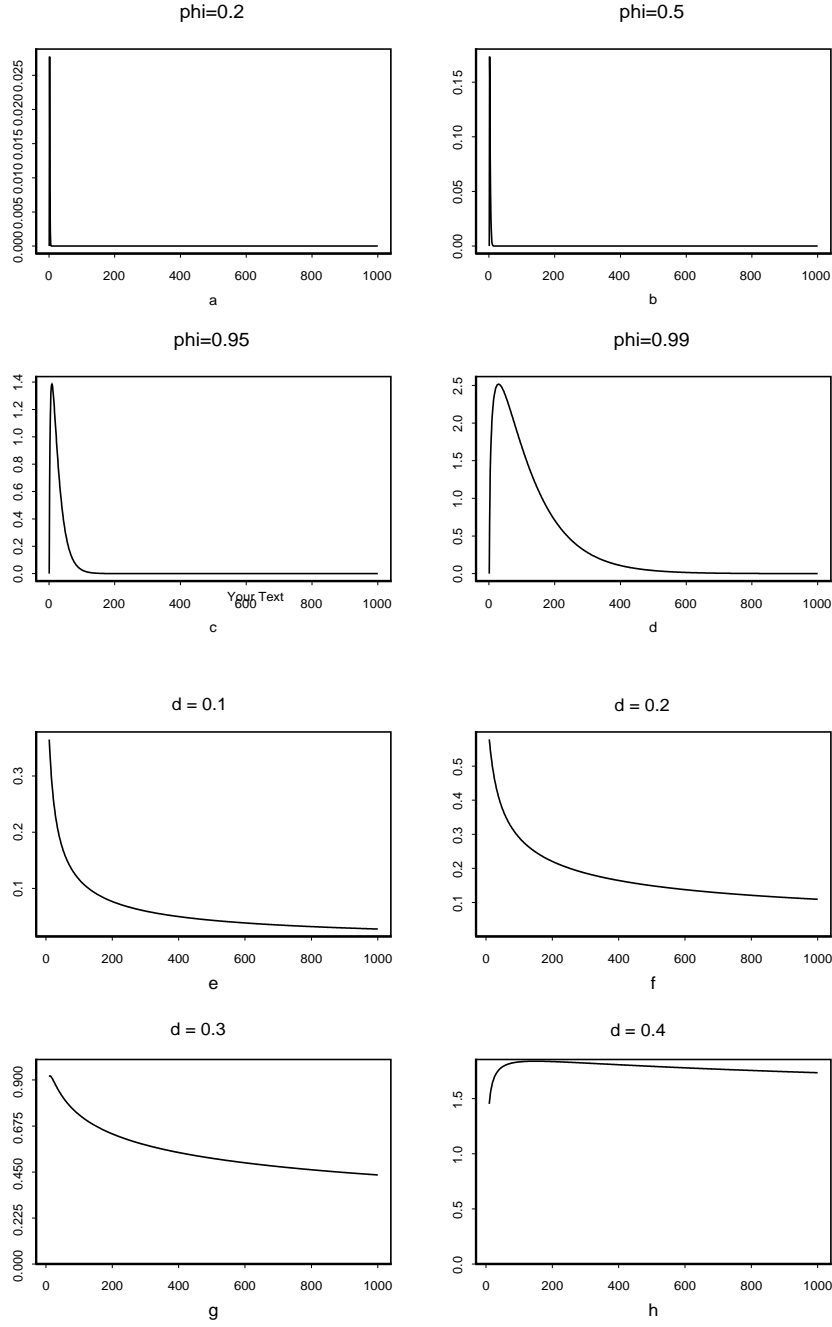 phi=0.2
phi=0.5
0.000 0.005 0.010 0.015 0.020 0.025
0 200 400 600 800 1000
a
0.00 0.05 0.10 0.15
0 200 400 600 800 1000
b
phi=0.95
phi=0.99
0.0 0.2 0.4 0.6 0.8 1.0 1.2 1.4
0 200 400 600 800 1000
Your Text
c
0.0 0.5 1.0 1.5 2.0 2.5
0 200 400 600 800 1000
d
d = 0.1
d = 0.2
0.1 0.2 0.3
0 200 400 600 800 1000
e
0.1 0.2 0.3 0.4 0.5
0 200 400 600 800 1000
f
d = 0.3
d = 0.4
0.000 0.225 0.450 0.675 0.900
0 200 400 600 800 1000
g
0.0 0.5 1.0 1.5
0 200 400 600 800 1000
h